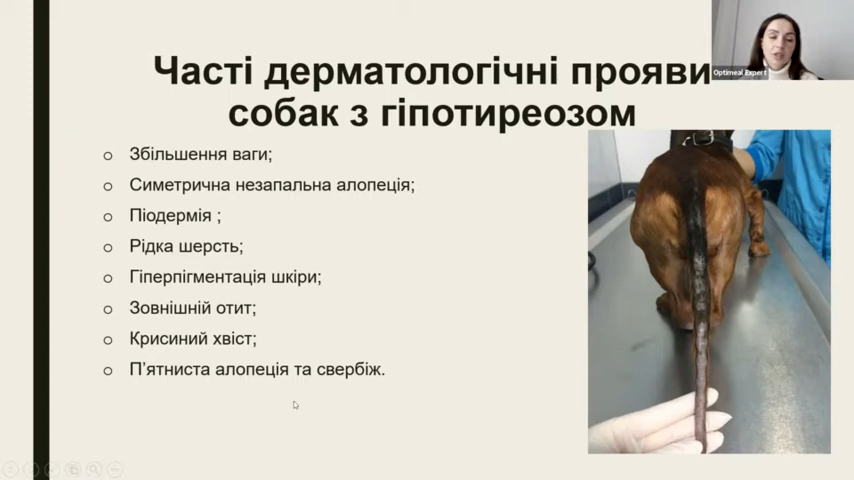 Часті дерматологічні прояви
собак з гіпотиреозом
Optimeal Expert
Збільшення ваги;
Симетрична незапальна алопеція;
Піодермія ;
Рідка шерсть;
Гіперпігментація шкіри;
Зовнішній отит;
Крисиний хвіст;
П’ятниста алопеція та свербіж.